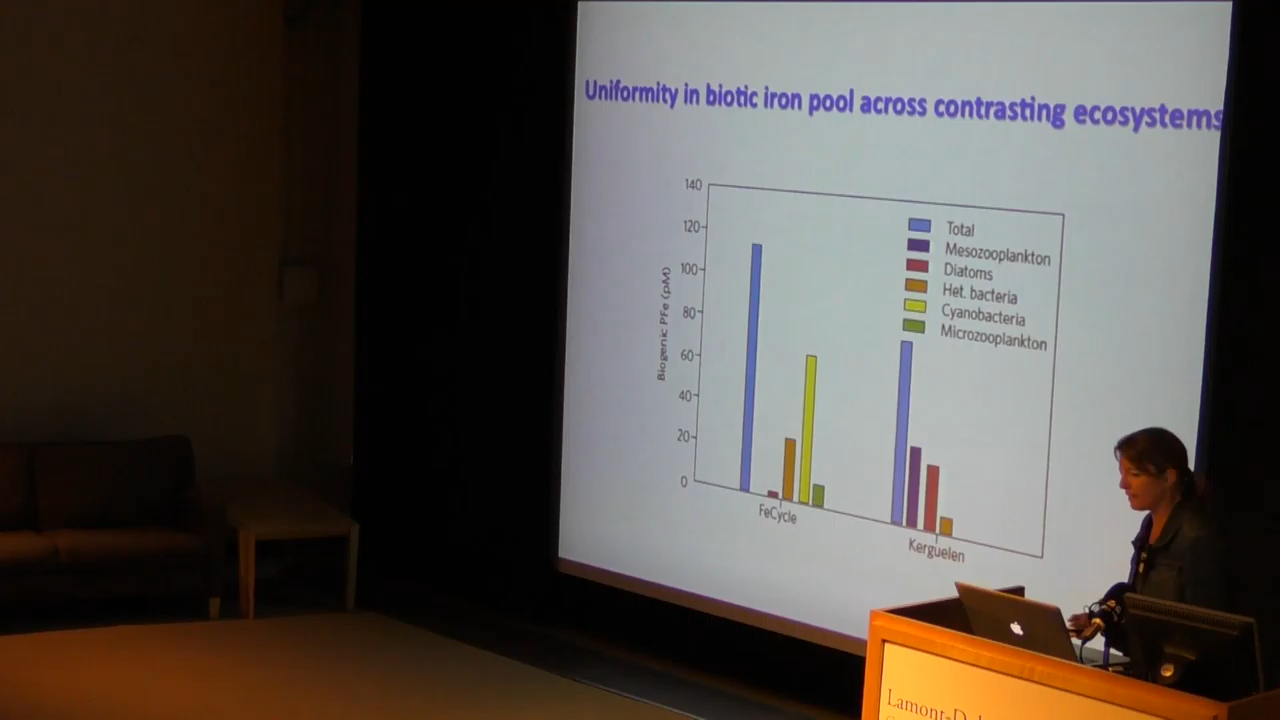 Uniformity in biotic iron pool across contrasting ecosystems
140
120
100
80
60
40
20
0
Biogenic PFe (pM)
Total
Mesozooplankton
Diatoms
Het. bacteria
Cyanobacteria
Microzooplankton
FeCycle
Kerguelen